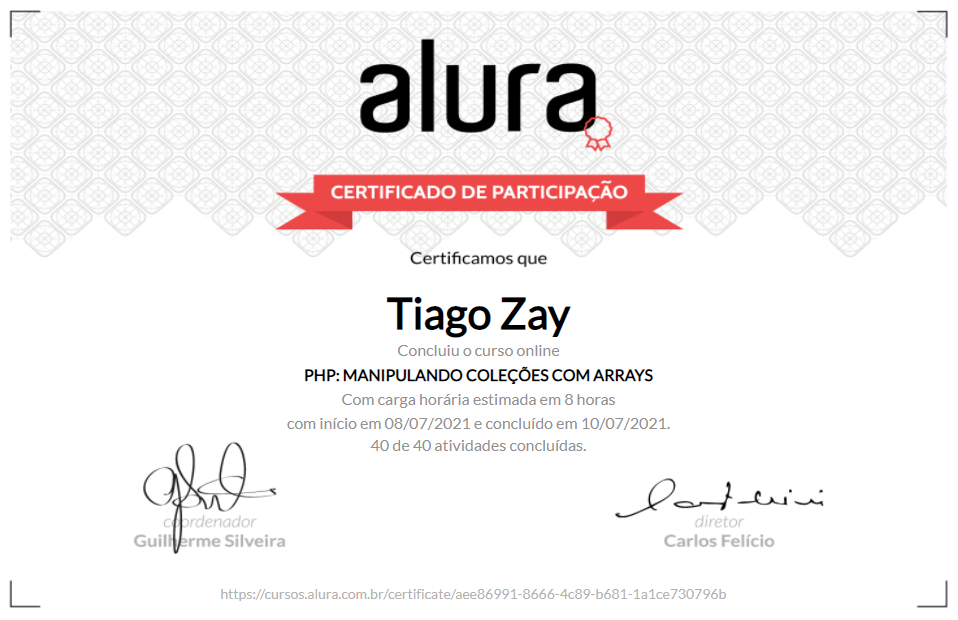 alura
CERTIFICADO DE PARTICIPAÇÃO
Certificamos que
Tiago Zay
Concluiu o curso online
PHP: MANIPULANDO COLEÇÕES COM ARRAYS
Com carga horária estimada em 8 horas
com início em 08/07/2021 e concluído em 10/07/2021.
40 de 40 atividades concluídas.
coordenador
Guilherme Silveira
diretor
Carlos Felício
https://cursos.alura.com.br/certificate/aee86991-8666-4c89-b681-1a1ce730796b